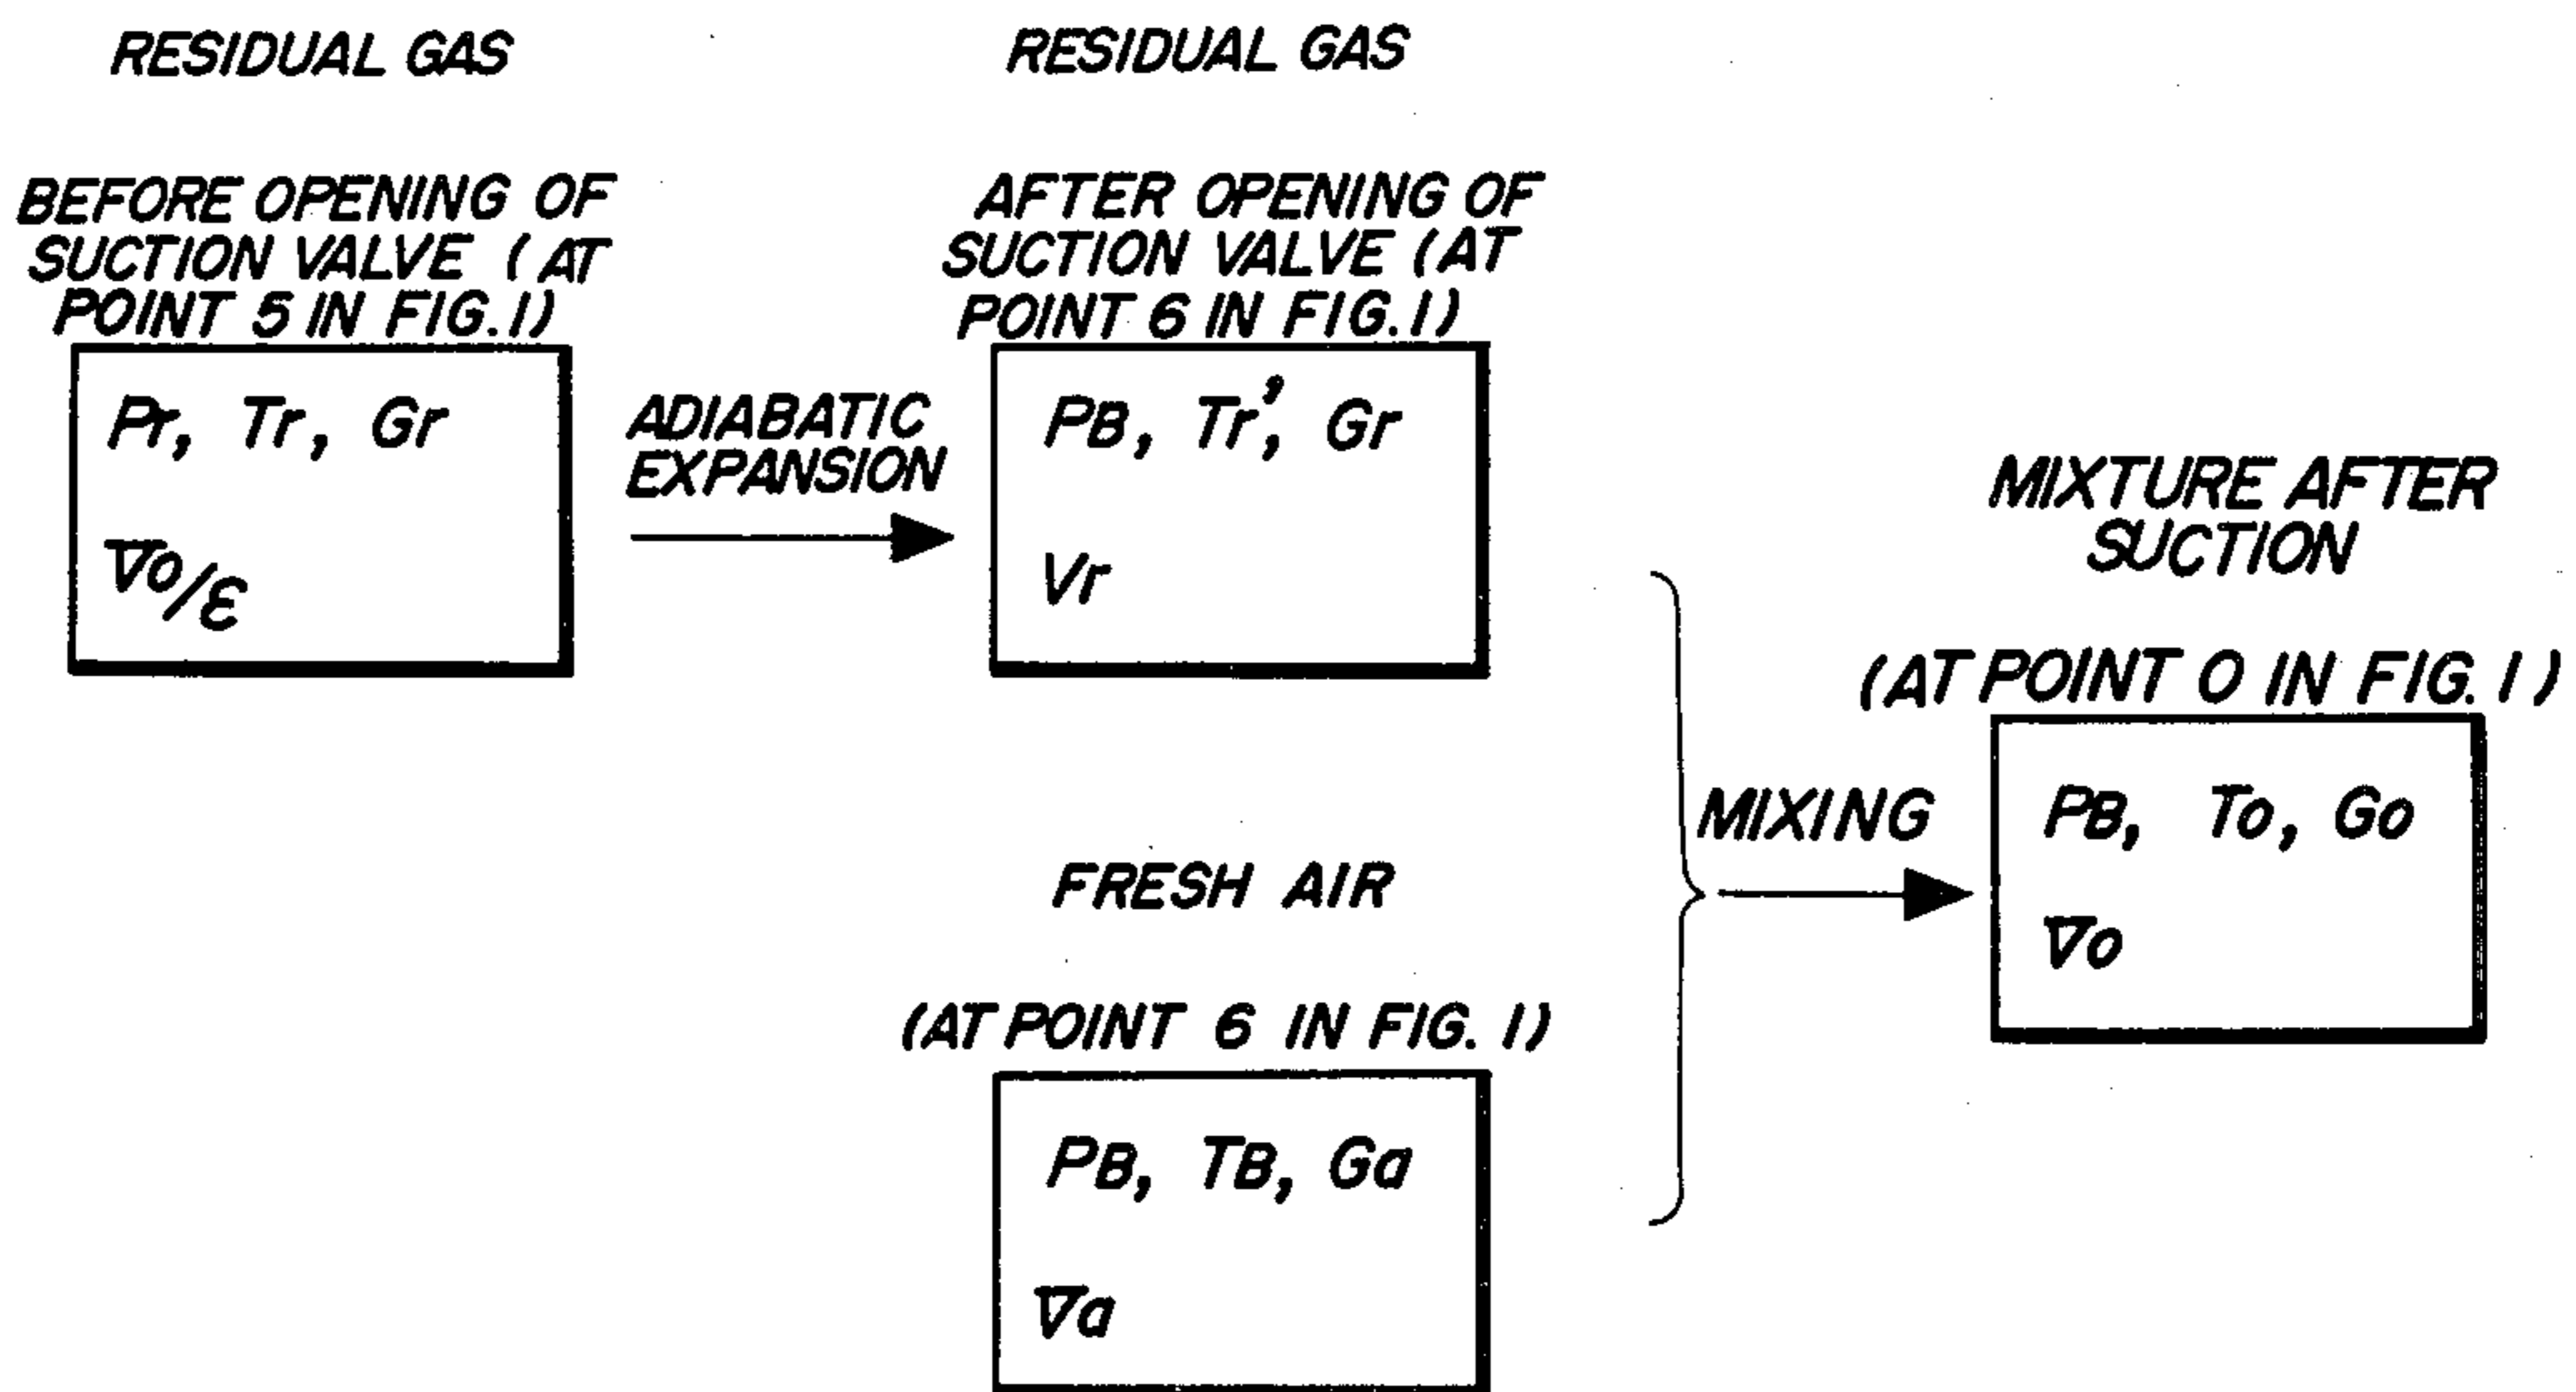 RESIDUAL GAS
BEFORE OPENING OF
SUCTION VALVE (AT
POINT 5 IN FIG.1)
Pr, Tr, Gr
Vo/ε
ADIABATIC
EXPANSION
RESIDUAL GAS
AFTER OPENING OF
SUCTION VALVE (AT
POINT 6 IN FIG.1)
PB, Tr', Gr
Vr
FRESH AIR
(AT POINT 6 IN FIG. 1)
PB, TB, Ga
Va
MIXING
MIXTURE AFTER
SUCTION
(AT POINT 0 IN FIG. 1)
PB, To, Go
Vo